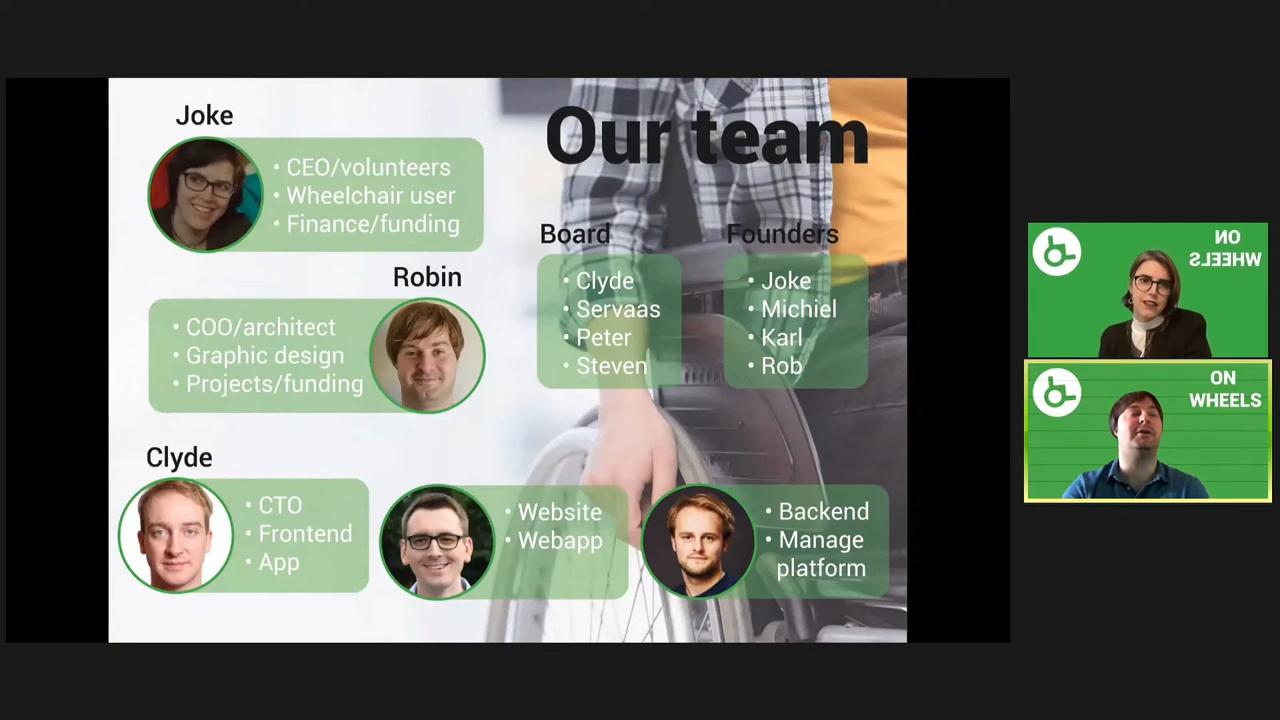 Our team
Joke
• CEO/volunteers
• Wheelchair user
• Finance/funding
Robin
• COO/architect
• Graphic design
• Projects/funding
Board
• Clyde
• Servaas
• Peter
• Steven
Founders
• Joke
• Michiel
• Karl
• Rob
Clyde
• CTO
• Frontend
• App
• Website
• Webapp
• Backend
• Manage
platform
ON
WHEELS
ON
WHEELS